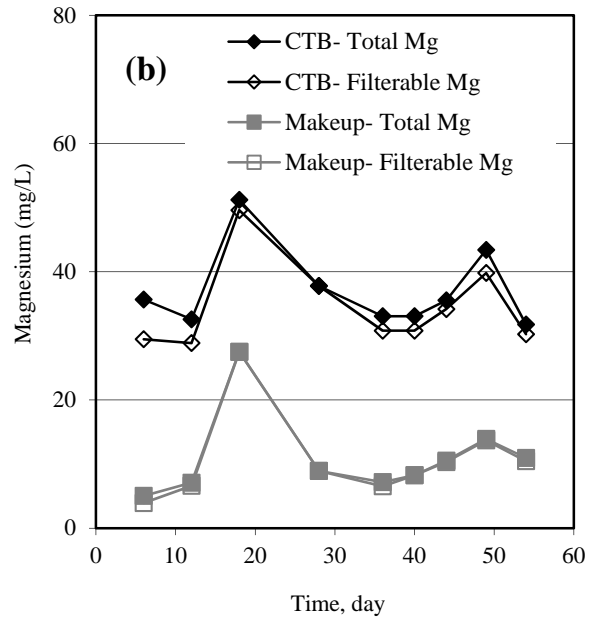 80
60
40
20
0
Magnesium (mg/L)
(b)
CTB- Total Mg
CTB- Filterable Mg
Makeup- Total Mg
Makeup- Filterable Mg
0 10 20 30 40 50 60
Time, day